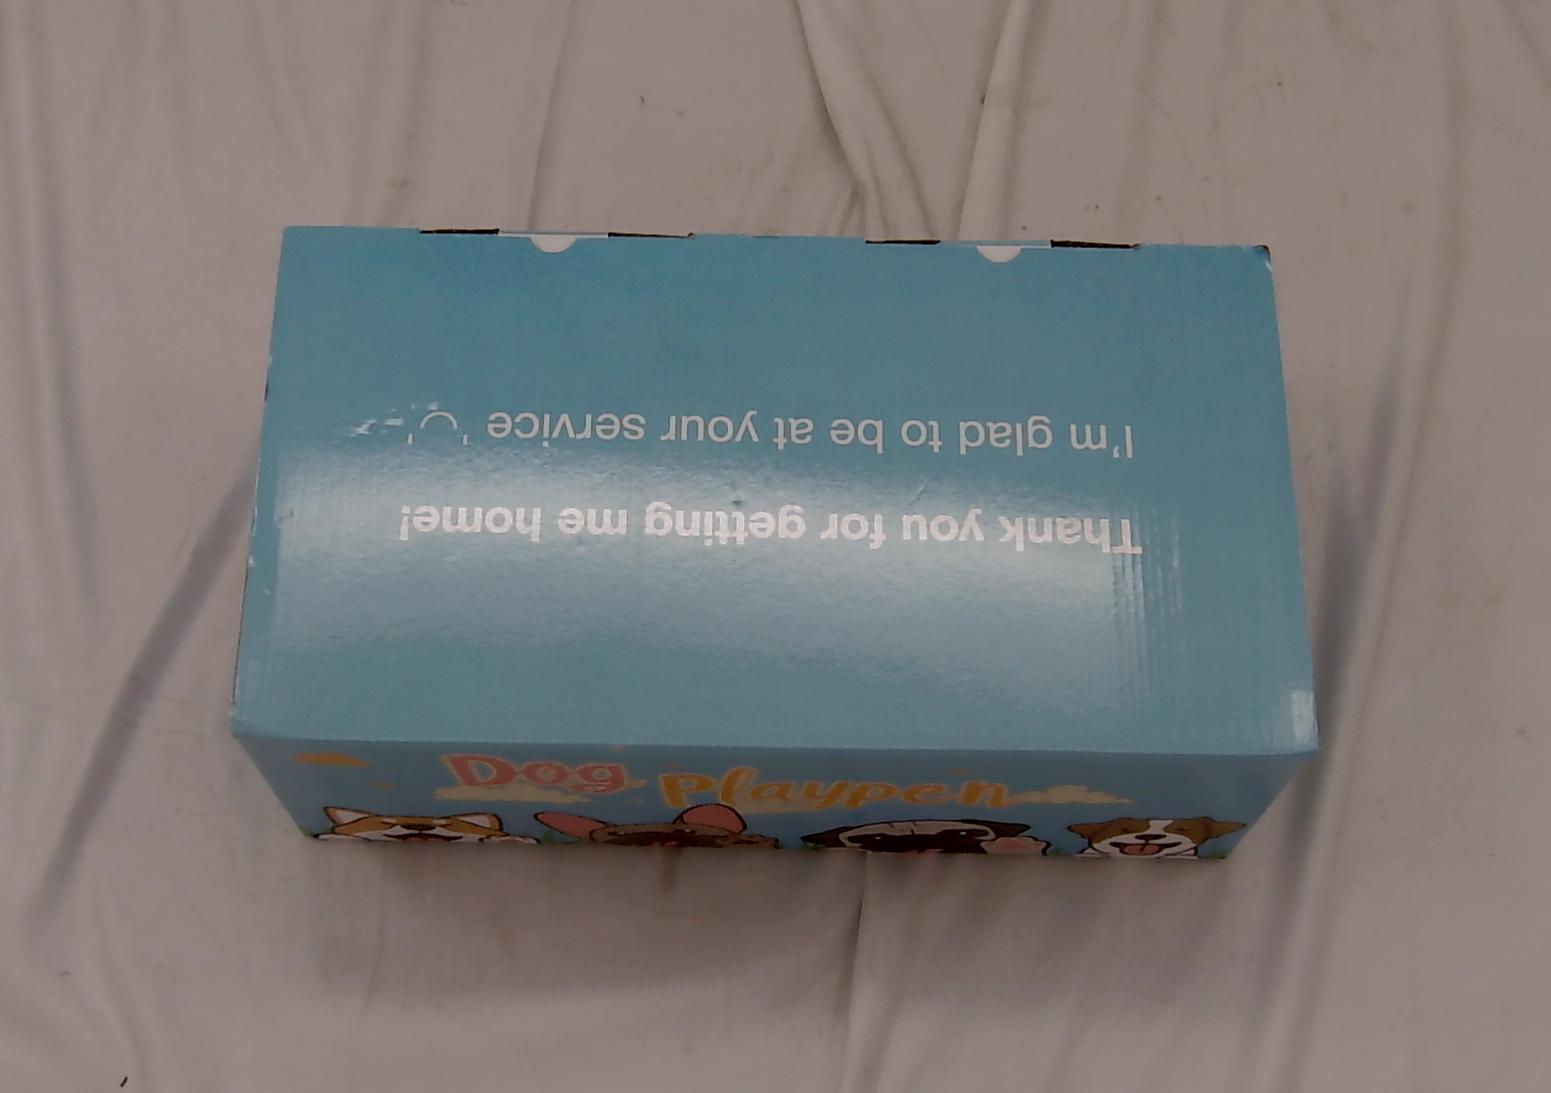 Thank you for getting me home!
I'm glad to be at your service
Dog Playpen